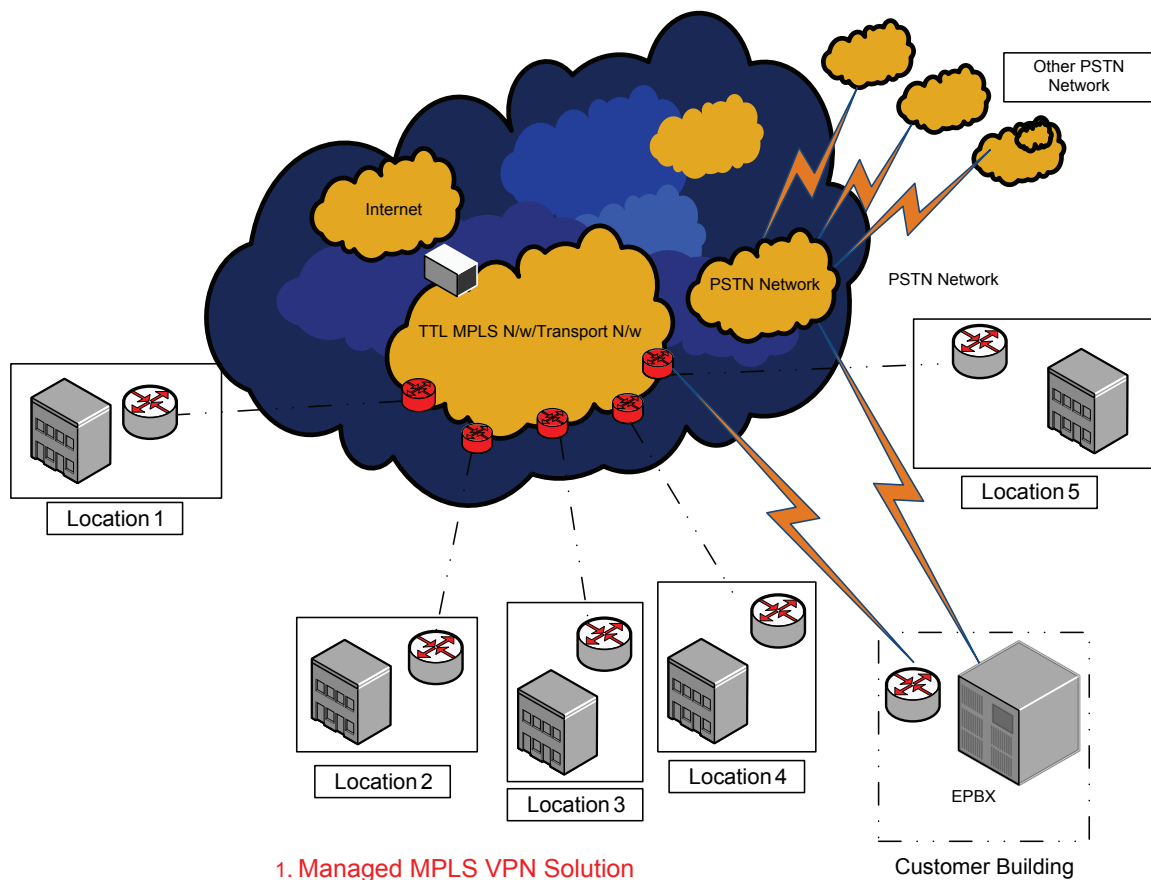 Other PSTN
Network
Internet
PSTN Network
PSTN Network
TTL MPLS N/w/Transport N/w
Location 1
Location 5
Location 2
Location 3
Location 4
EPBX
1. Managed MPLS VPN Solution
Customer Building